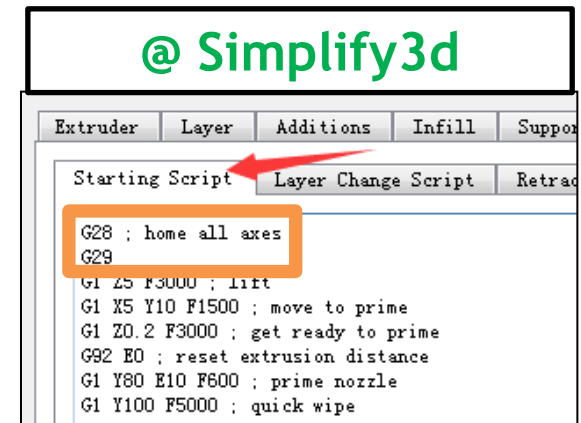 @ Simplify3d
Extruder Layer Additions Infill Suppor
Starting Script Layer Change Script Retrac
G28 ; home all axes
G29
G1 Z5 F3000 ; lift
G1 X5 Y10 F1500 ; move to prime
G1 Z0.2 F3000 ; get ready to prime
G92 E0 ; reset extrusion distance
G1 Y80 E10 F600 ; prime nozzle
G1 Y100 F5000 ; quick wipe